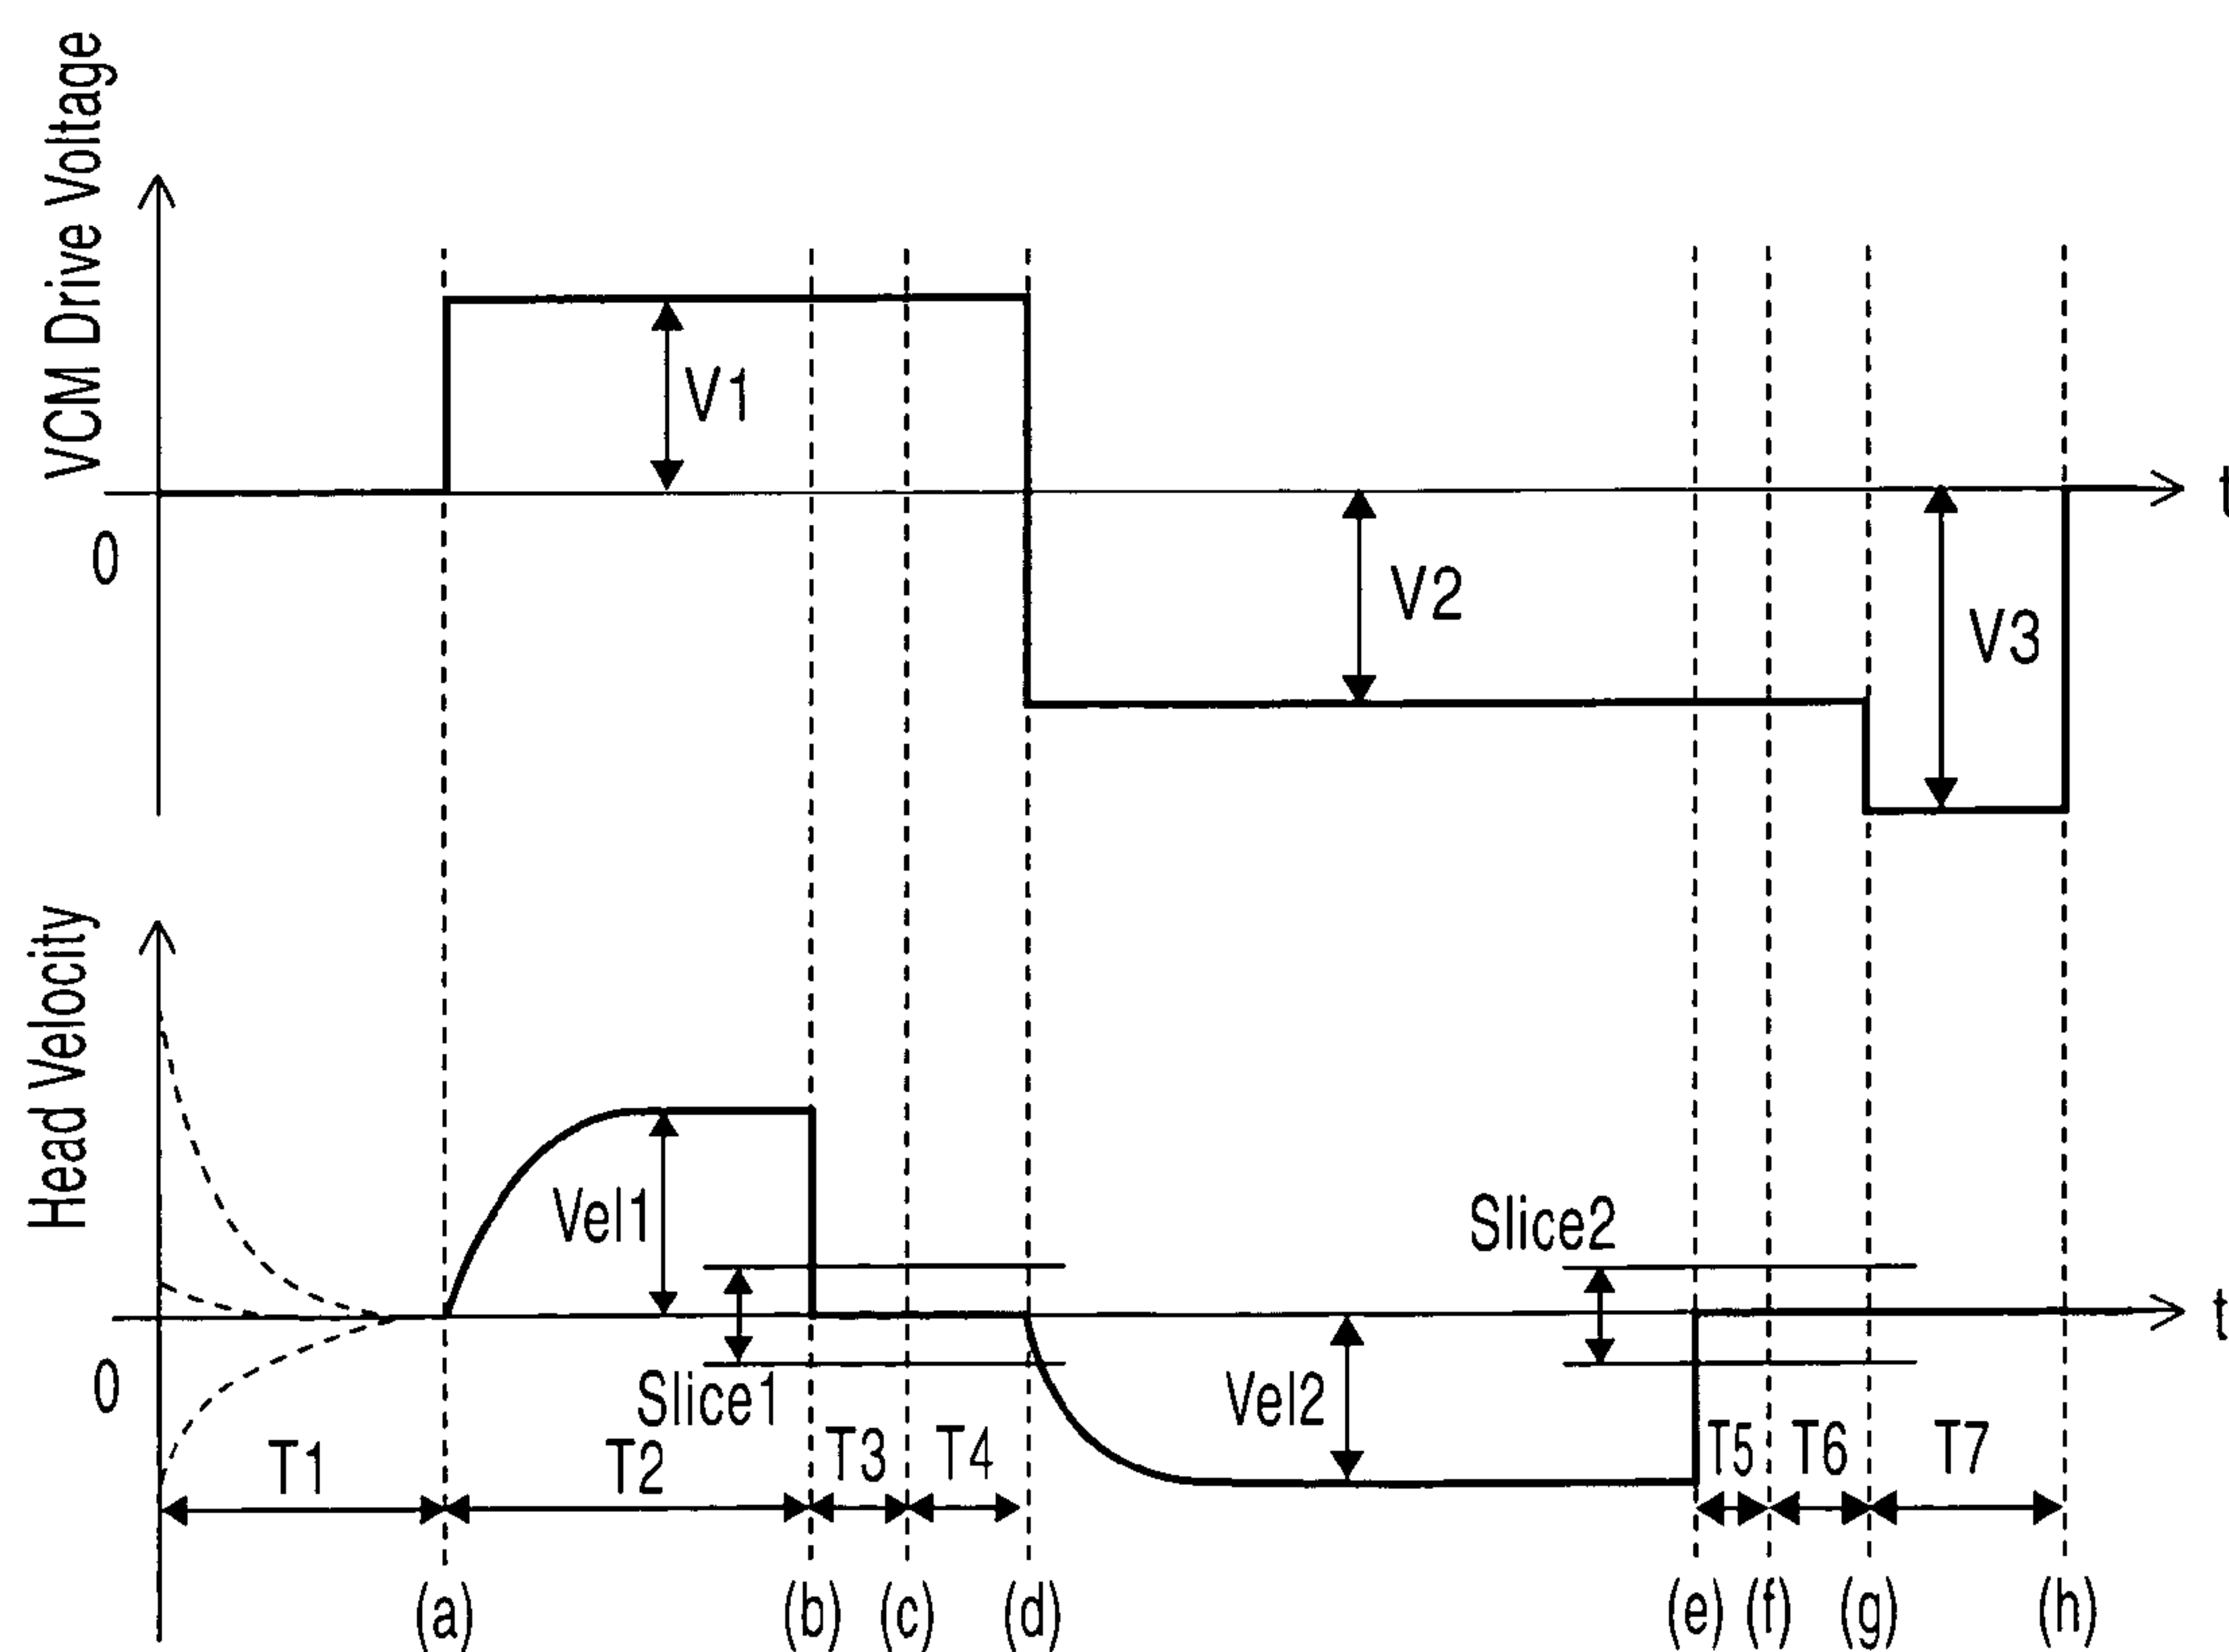 VCM Drive Voltage
V1
t
0
V2
V3
Head Velocity
Vel1
Slice2
t
0
Slice1
Vel2
T1
T2
T3
T4
T5
T6
T7
(a)
(b)
(c)
(d)
(e)
(f)
(g)
(h)